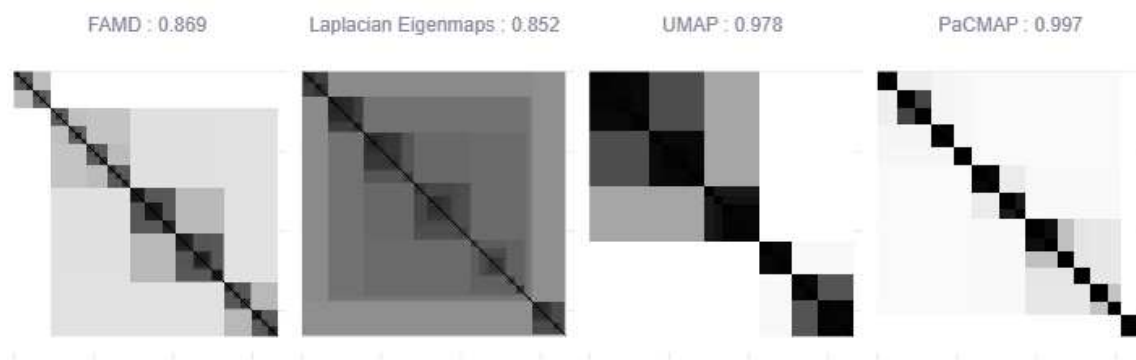 FAMD : 0.869
Laplacian Eigenmaps : 0.852
UMAP : 0.978
PaCMAP : 0.997